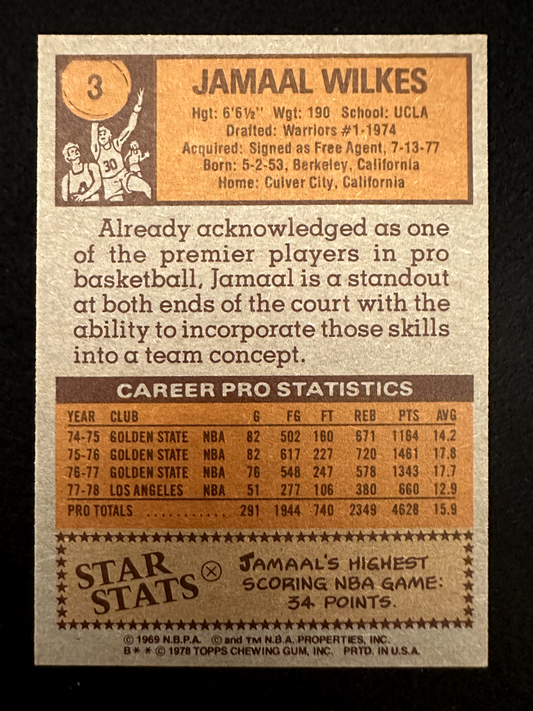 3
JAMAAL WILKES
Hgt: 6'6½" Wgt: 190 School: UCLA
Drafted: Warriors #1-1974
Acquired: Signed as Free Agent, 7-13-77
Born: 5-2-53, Berkeley, California
Home: Culver City, California
30
Already acknowledged as one
of the premier players in pro
basketball, Jamaal is a standout
at both ends of the court with the
ability to incorporate those skills
into a team concept.
CAREER PRO STATISTICS
YEAR CLUB G FG FT REB PTS AVG
74-75 GOLDEN STATE NBA 82 502 160 671 1164 14.2
75-76 GOLDEN STATE NBA 82 617 227 720 1461 17.8
76-77 GOLDEN STATE NBA 76 548 247 578 1343 17.7
77-78 LOS ANGELES NBA 51 277 106 380 660 12.9
PRO TOTALS ........... 291 1944 740 2349 4628 15.9
STAR
STATS
JAMAAL'S HIGHEST
SCORING NBA GAME:
34 POINTS.
© 1969 N.B.P.A. © and TM N.B.A. PROPERTIES, INC.
B * * © 1978 TOPPS CHEWING GUM, INC. PRTD. IN U.S.A.